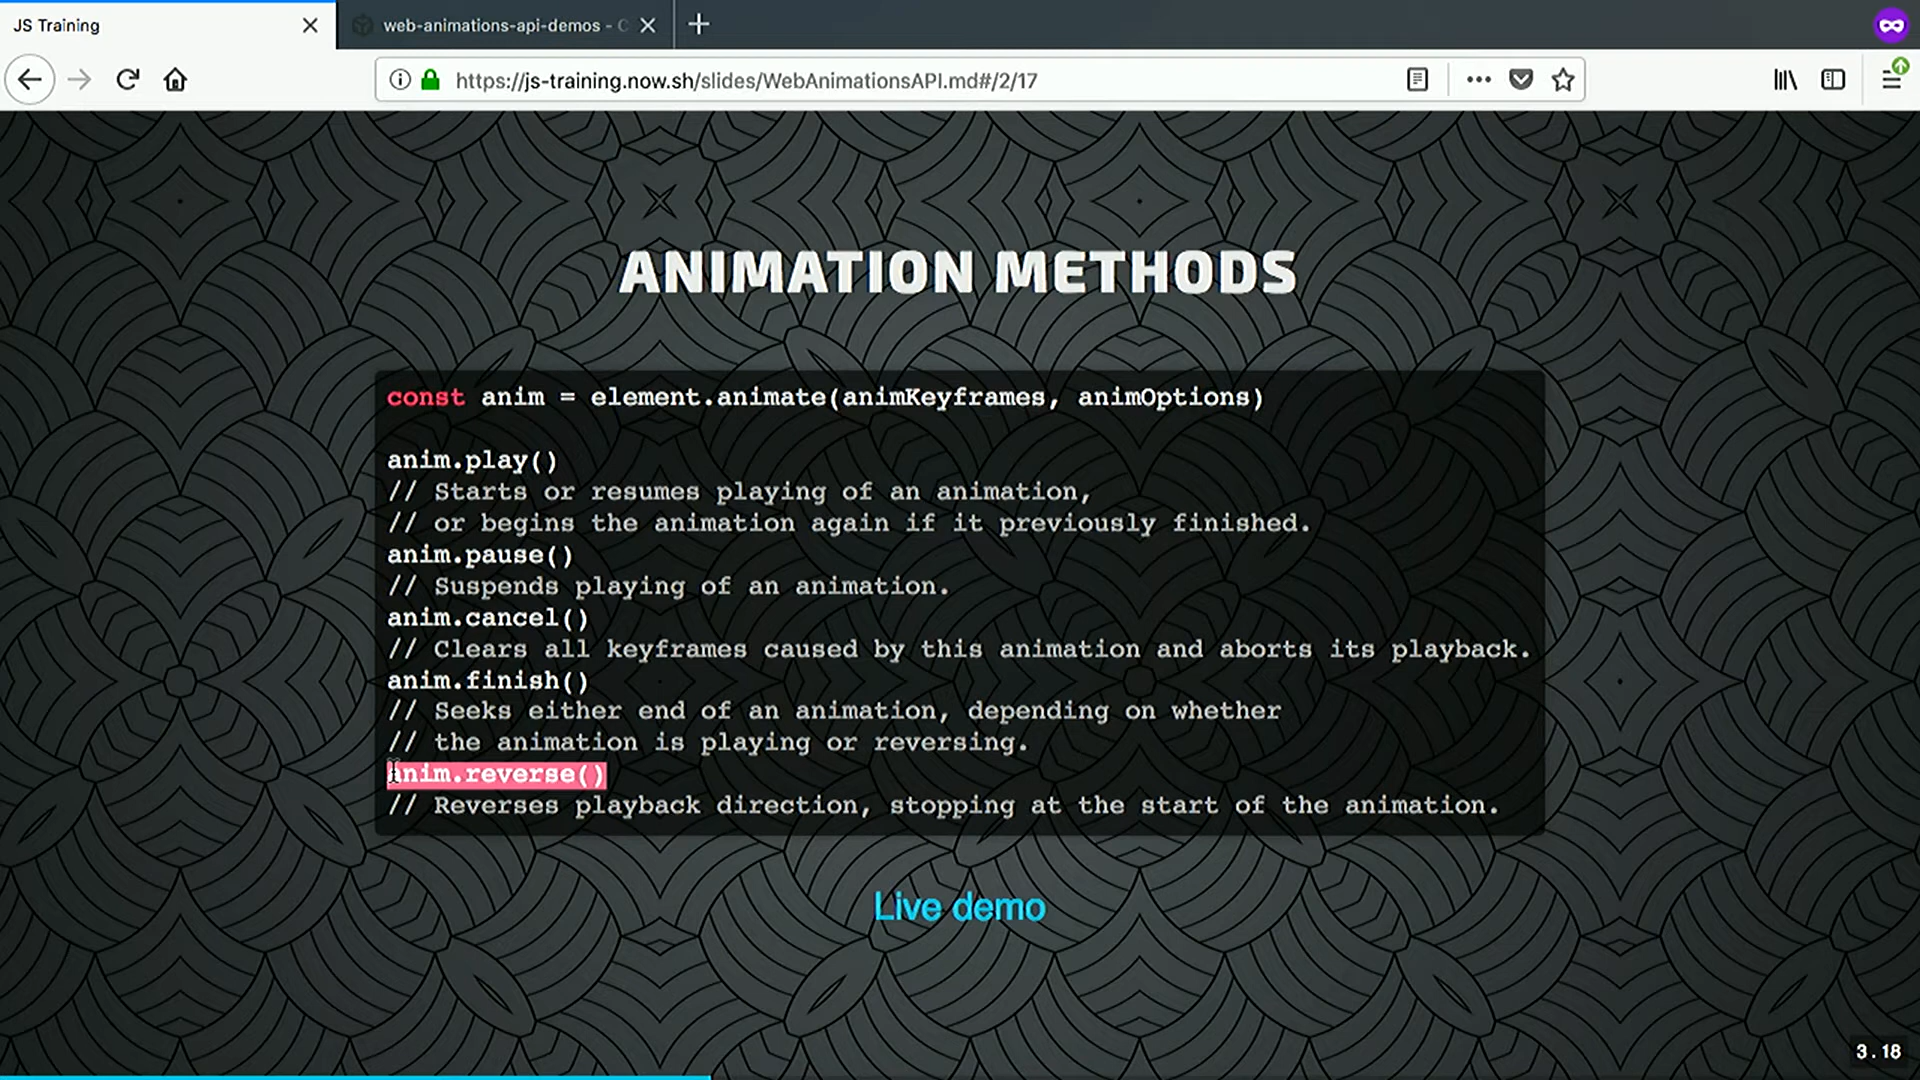 JS Training
web-animations-api-demos - C
https://js-training.now.sh/slides/WebAnimationsAPI.md#/2/17
ANIMATION METHODS
const anim = element.animate(animKeyframes, animOptions)
anim.play()
// Starts or resumes playing of an animation,
// or begins the animation again if it previously finished.
anim.pause()
// Suspends playing of an animation.
anim.cancel()
// Clears all keyframes caused by this animation and aborts its playback.
anim.finish()
// Seeks either end of an animation, depending on whether
// the animation is playing or reversing.
anim.reverse()
// Reverses playback direction, stopping at the start of the animation.
Live demo
3.18